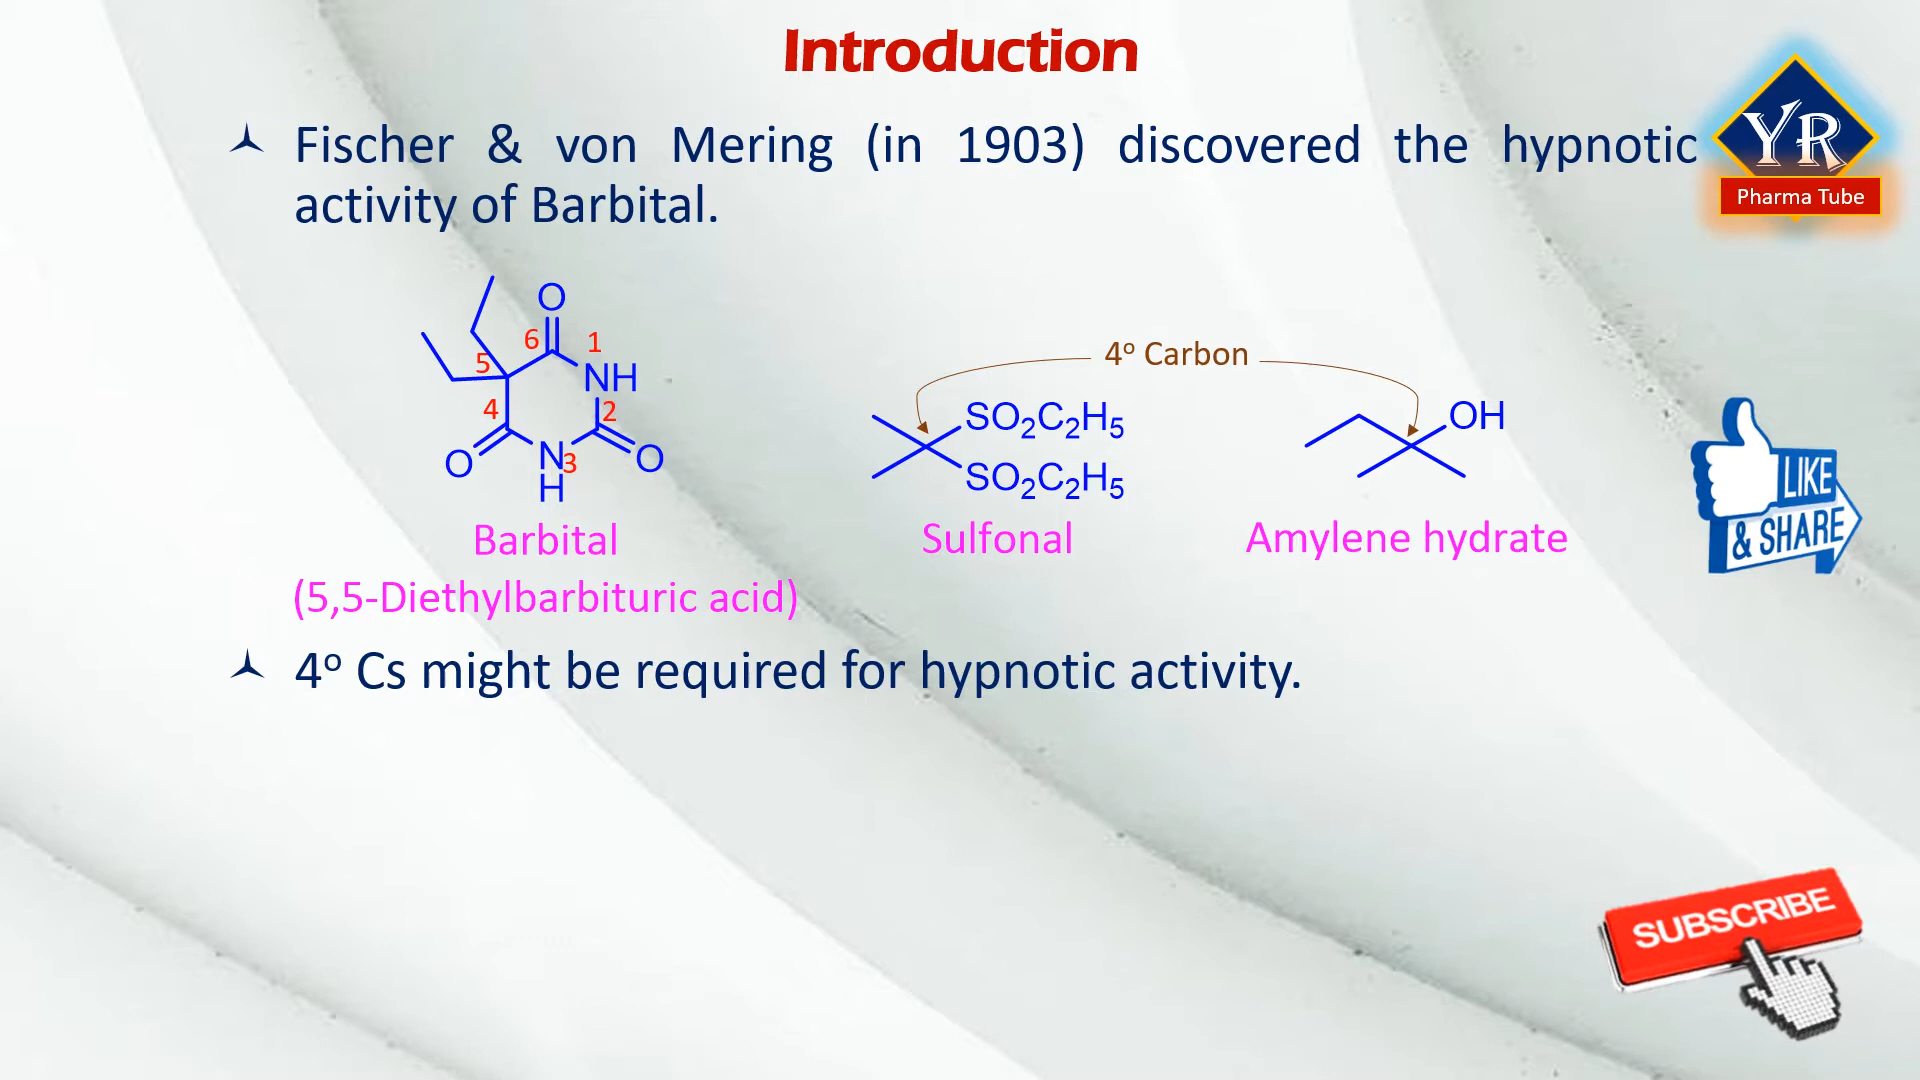 Introduction
Fischer & von Mering (in 1903) discovered the hypnotic
activity of Barbital.
YR
Pharma Tube
O
6
1
5
NH
4
2
O
N
3
H
O
4º Carbon
SO₂C₂H₅
SO₂C₂H₅
OH
Barbital
(5,5-Diethylbarbituric acid)
Sulfonal
Amylene hydrate
LIKE
& SHARE
4º Cs might be required for hypnotic activity.
SUBSCRIBE